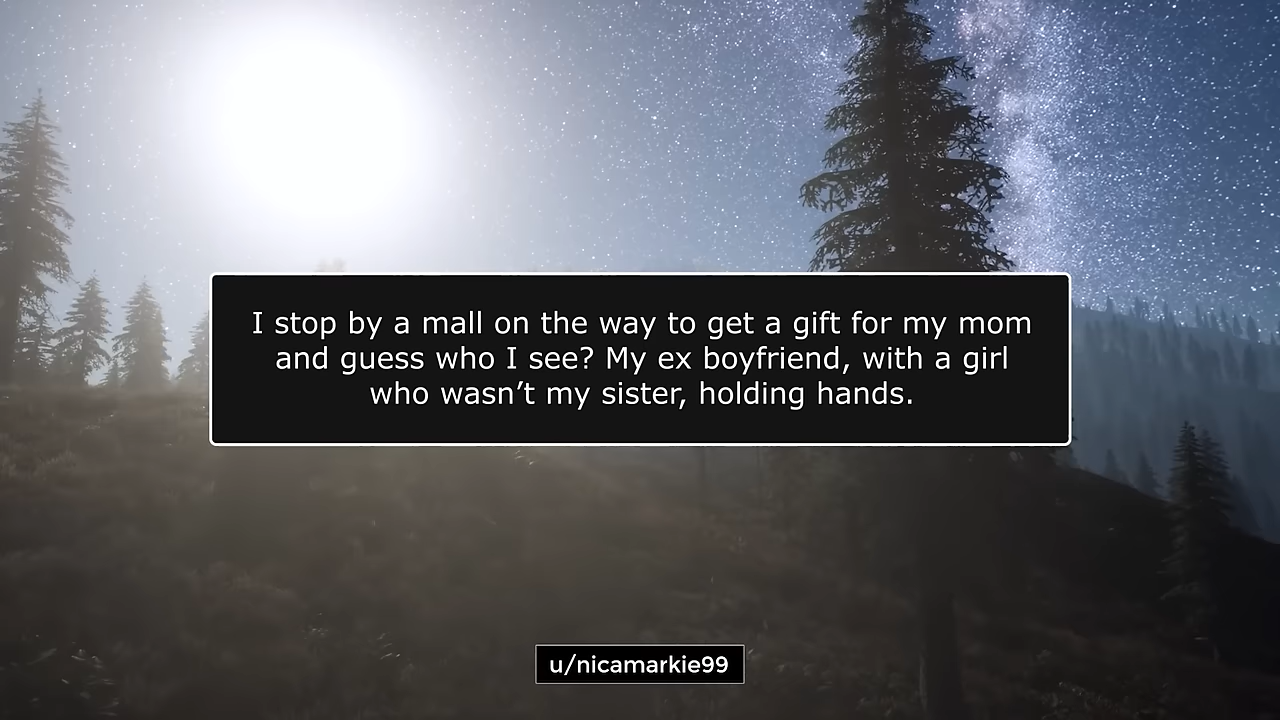 I stop by a mall on the way to get a gift for my mom
and guess who I see? My ex boyfriend, with a girl
who wasn’t my sister, holding hands.
u/nicamarkie99